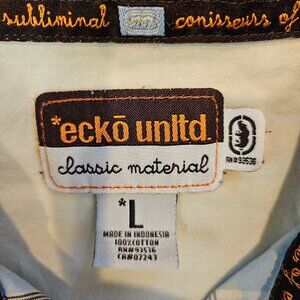 subliminal conisseurs of
*eckō unltd.
classic material
RN#93536
*L
MADE IN INDONESIA
100%COTTON
RN#93536
CA#07243